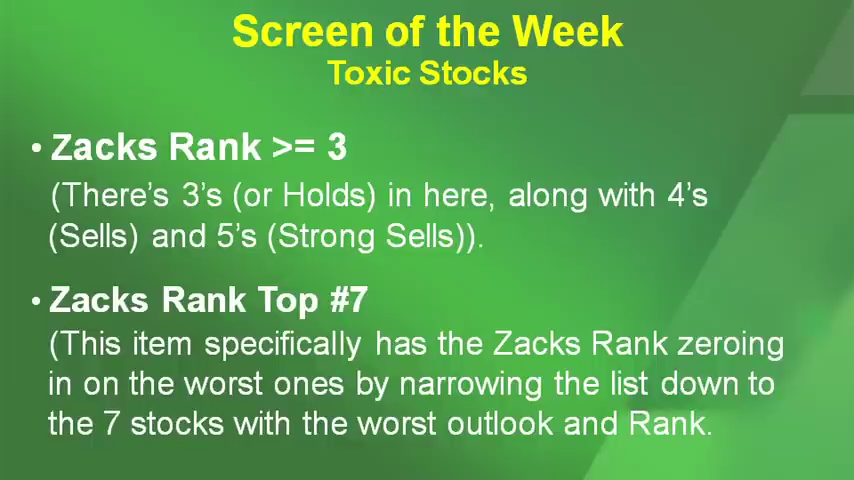 Screen of the Week
Toxic Stocks
• Zacks Rank >= 3
(There's 3's (or Holds) in here, along with 4's
(Sells) and 5's (Strong Sells)).
• Zacks Rank Top #7
(This item specifically has the Zacks Rank zeroing
in on the worst ones by narrowing the list down to
the 7 stocks with the worst outlook and Rank.